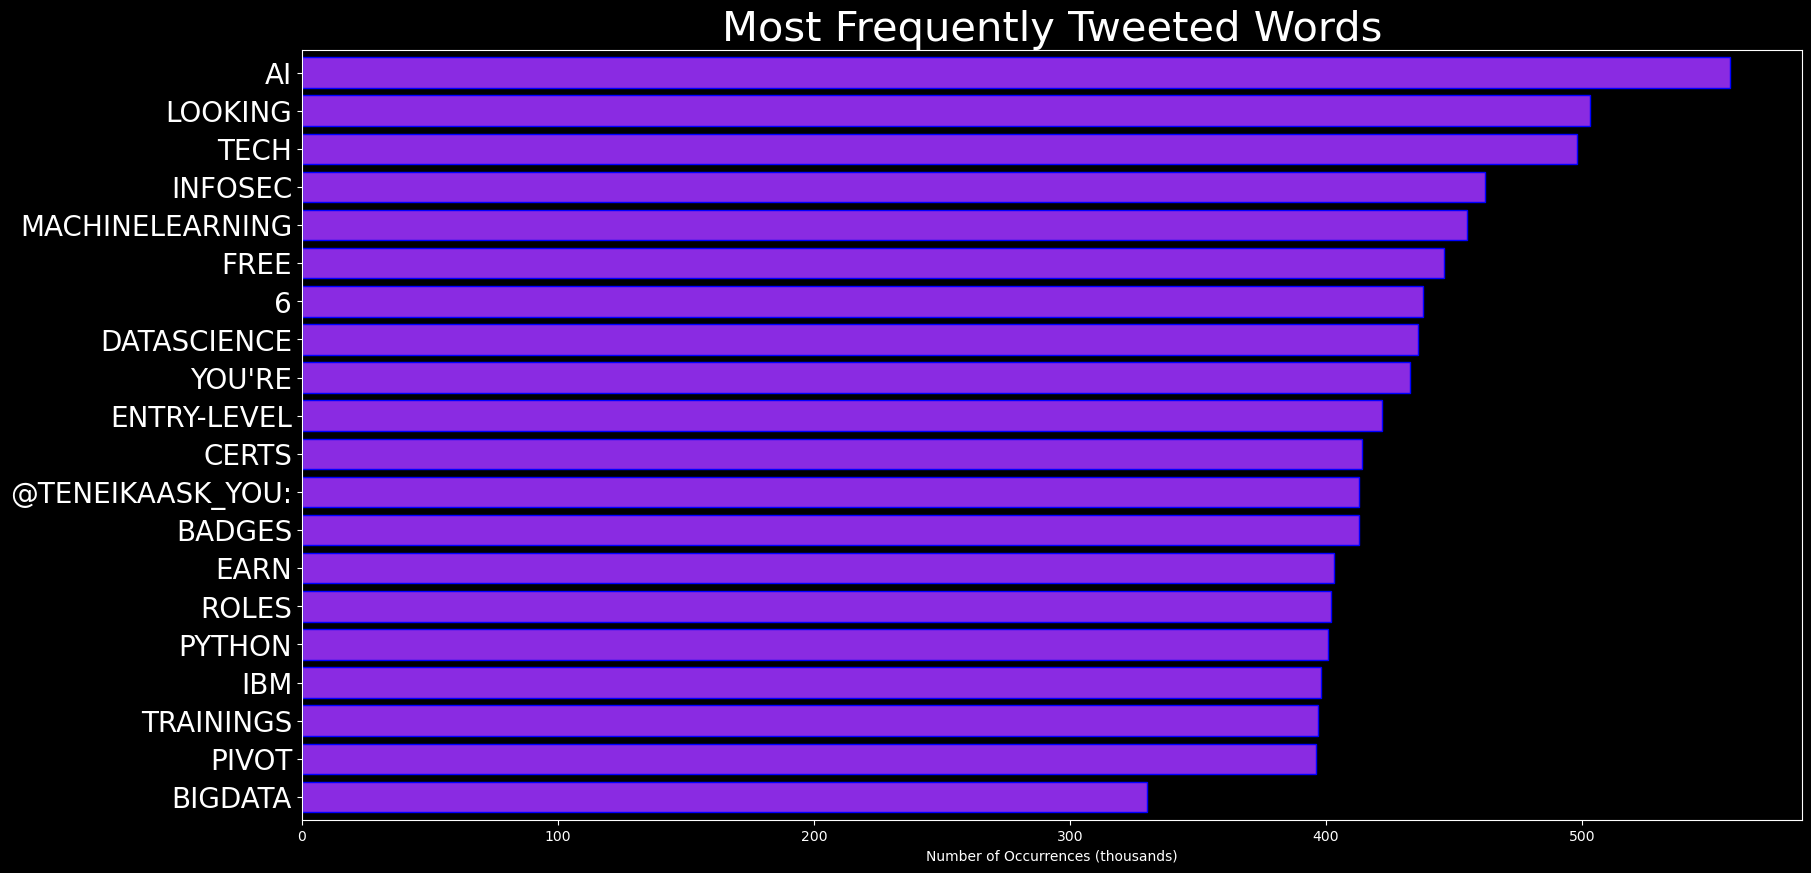 Most Frequently Tweeted Words
AI
LOOKING
TECH
INFOSEC
MACHINELEARNING
FREE
6
DATASCIENCE
YOU'RE
ENTRY-LEVEL
CERTS
@TENEIKAASK_YOU:
BADGES
EARN
ROLES
PYTHON
IBM
TRAININGS
PIVOT
BIGDATA
0 100 200 300 400 500
Number of Occurrences (thousands)